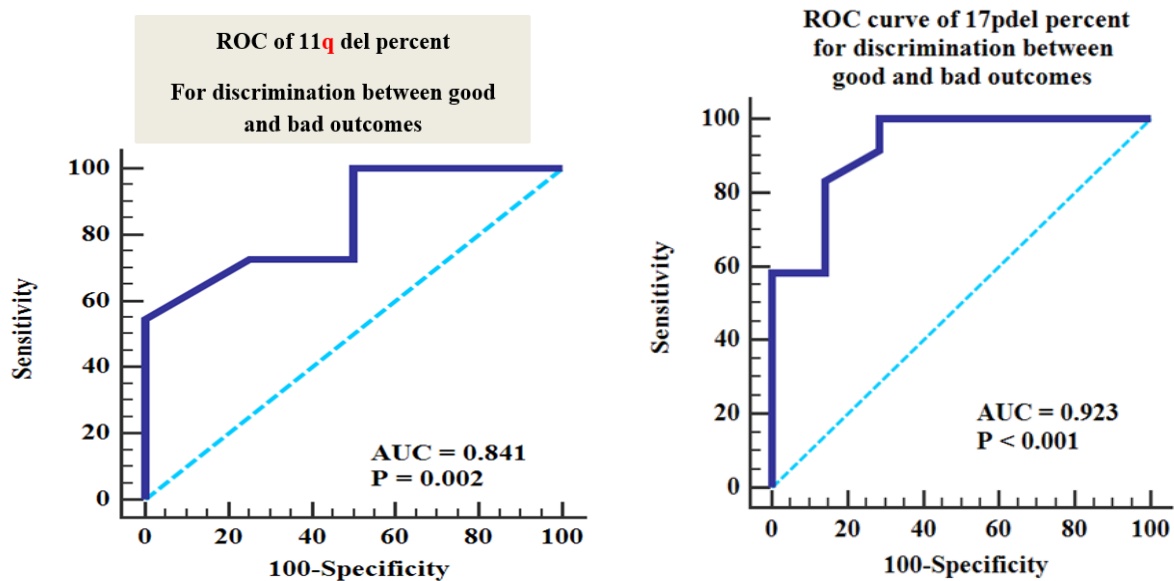 ROC of 11q del percent
For discrimination between good
and bad outcomes
100
80
60
40
20
0
Sensitivity
AUC = 0.841
P = 0.002
0 20 40 60 80 100
100-Specificity
ROC curve of 17pdel percent
for discrimination between
good and bad outcomes
100
80
60
40
20
0
Sensitivity
AUC = 0.923
P < 0.001
0 20 40 60 80 100
100-Specificity